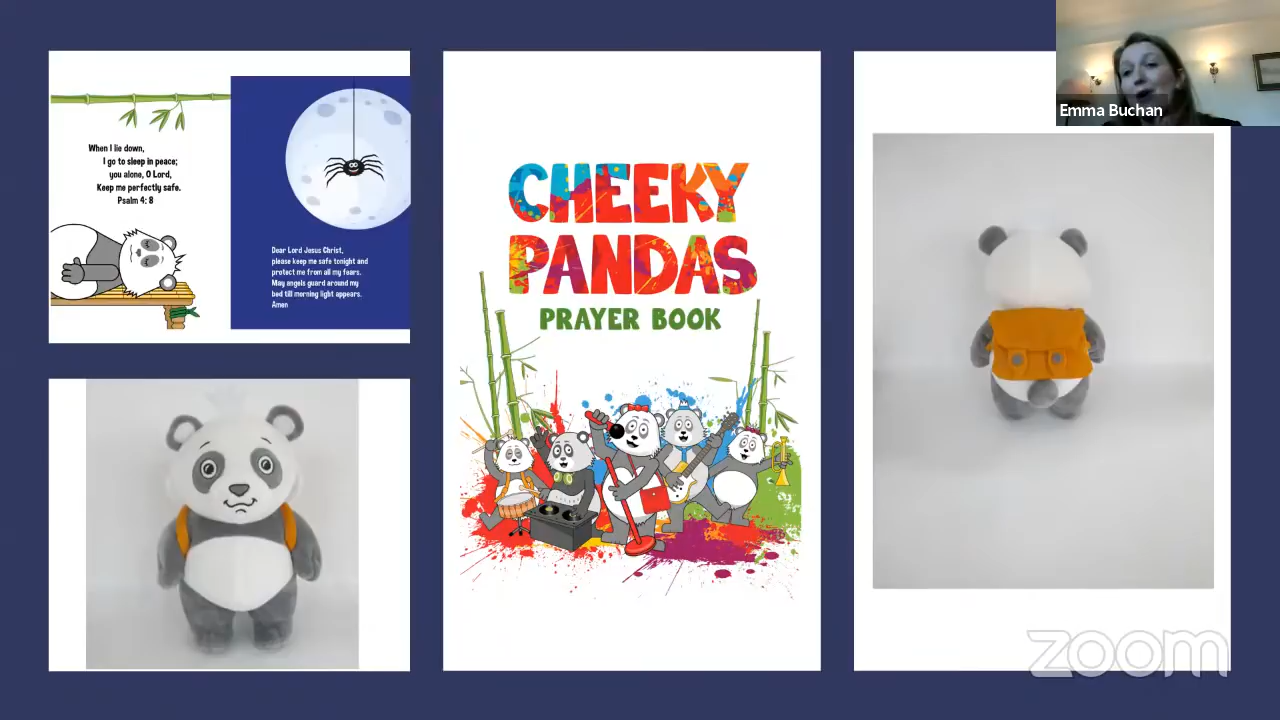 When I lie down,
I go to sleep in peace;
you alone, O Lord,
Keep me perfectly safe.
Psalm 4: 8
Dear Lord Jesus Christ,
please keep me safe tonight and
protect me from all my fears.
May angels guard around my
bed till morning light appears.
Amen
CHEEKY
PANDAS
PRAYER BOOK
Emma Buchan
zoom